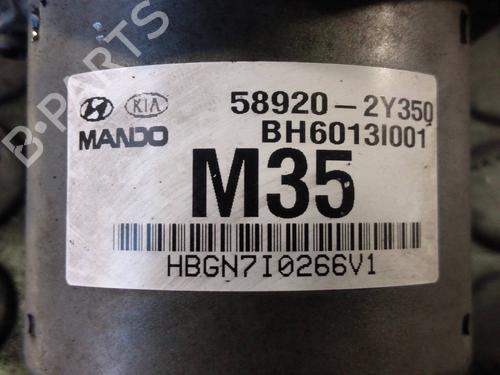 B-PARTS
KIA
58920-2Y350
MANDO
BH6013I001
M35
HBGN7I0266V1